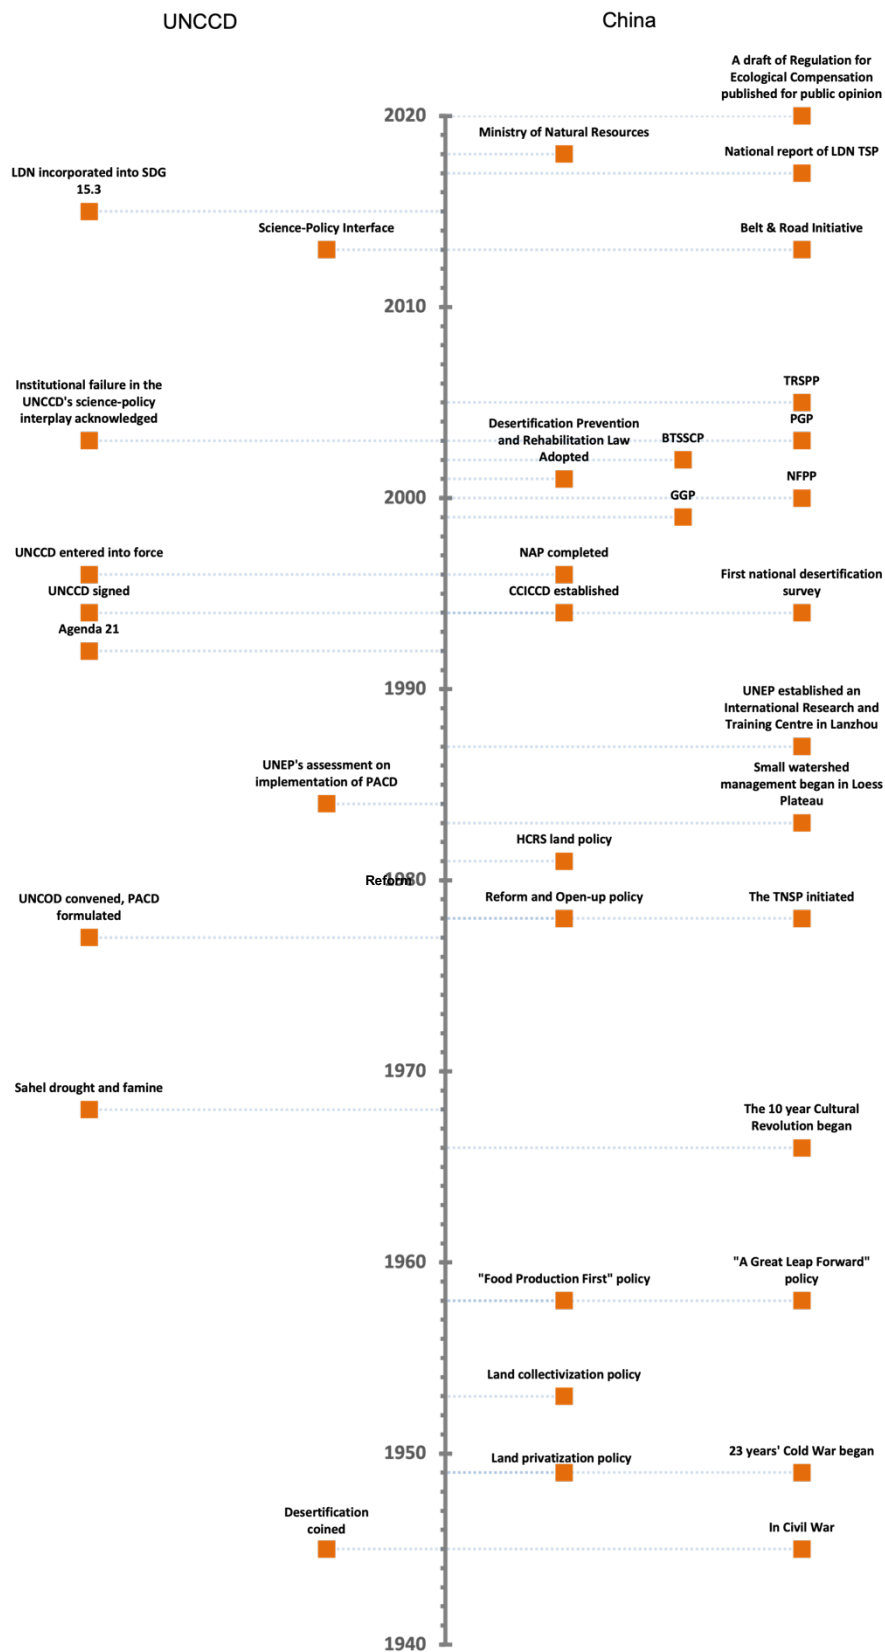 UNCCD
China
A draft of Regulation for
Ecological Compensation
published for public opinion
2020
Ministry of Natural Resources
National report of LDN TSP
LDN incorporated into SDG
15.3
Science-Policy Interface
Belt & Road Initiative
2010
TRSPP
Institutional failure in the
UNCCD's science-policy
interplay acknowledged
PGP
Desertification Prevention
and Rehabilitation Law
Adopted
BTSSCP
NFPP
2000
GGP
UNCCD entered into force
NAP completed
First national desertification
survey
UNCCD signed
CCICCD established
Agenda 21
1990
UNEP established an
International Research and
Training Centre in Lanzhou
UNEP's assessment on
implementation of PACD
Small watershed
management began in Loess
Plateau
HCRS land policy
1980
Reform
UNCOD convened, PACD
formulated
Reform and Open-up policy
The TNSP initiated
1970
Sahel drought and famine
The 10 year Cultural
Revolution began
1960
"Food Production First" policy
"A Great Leap Forward"
policy
Land collectivization policy
1950
Land privatization policy
23 years' Cold War began
Desertification
coined
In Civil War
1940